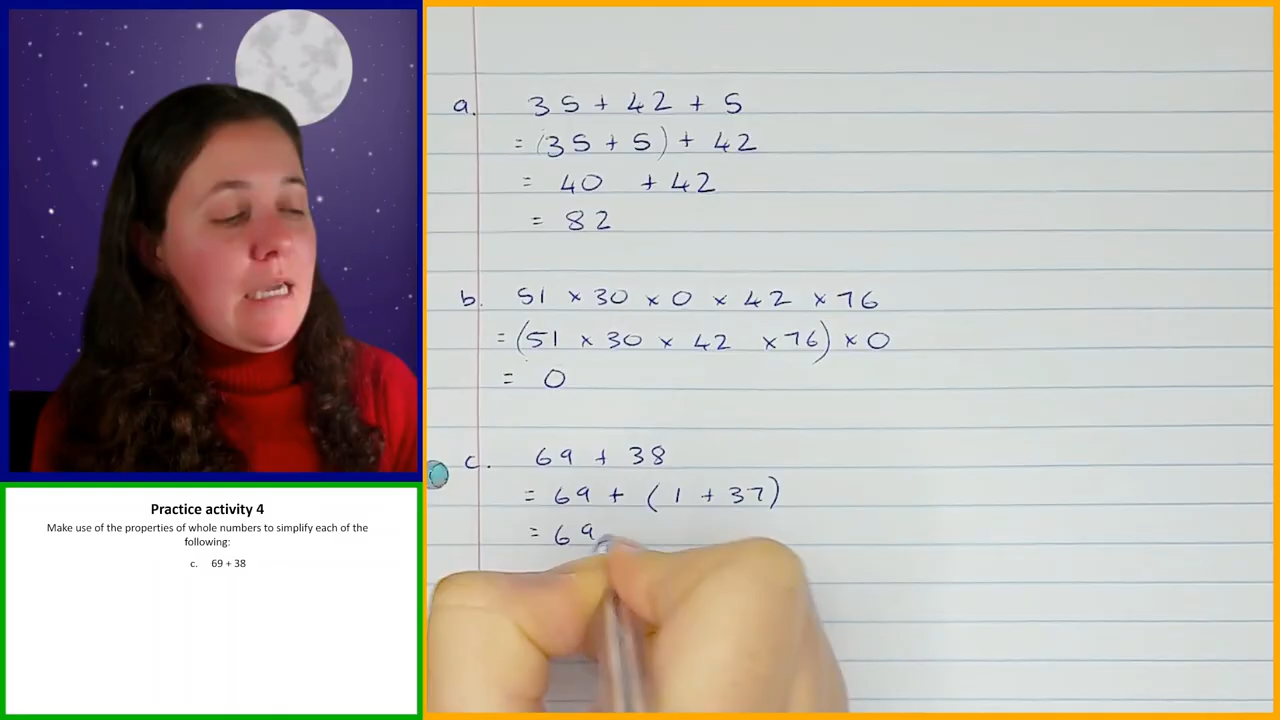 a. 35 + 42 + 5
= (35 + 5) + 42
= 40 + 42
= 82
b. 51 × 30 × 0 × 42 × 76
= (51 × 30 × 42 × 76) × 0
= 0
c. 69 + 38
= 69 + (1 + 37)
= 69
Practice activity 4
Make use of the properties of whole numbers to simplify each of the
following:
c. 69 + 38